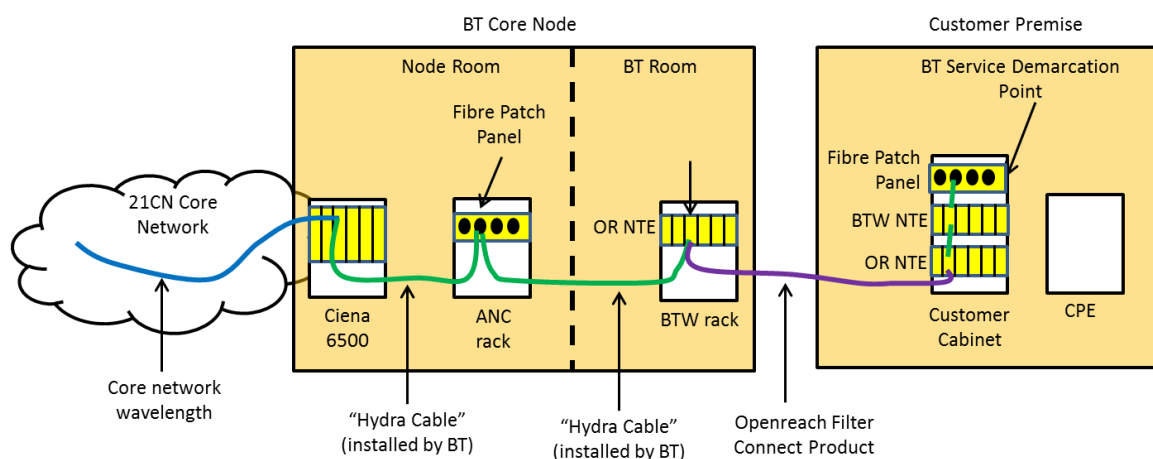 BT Core Node
Customer Premise
Node Room
BT Room
BT Service Demarcation
Point
Fibre Patch
Panel
Fibre Patch
Panel
21CN Core
Network
OR NTE
BTW NTE
OR NTE
Ciena
6500
ANC
rack
BTW rack
Customer
Cabinet
CPE
Core network
wavelength
“Hydra Cable”
(installed by BT)
“Hydra Cable”
(installed by BT)
Openreach Filter
Connect Product